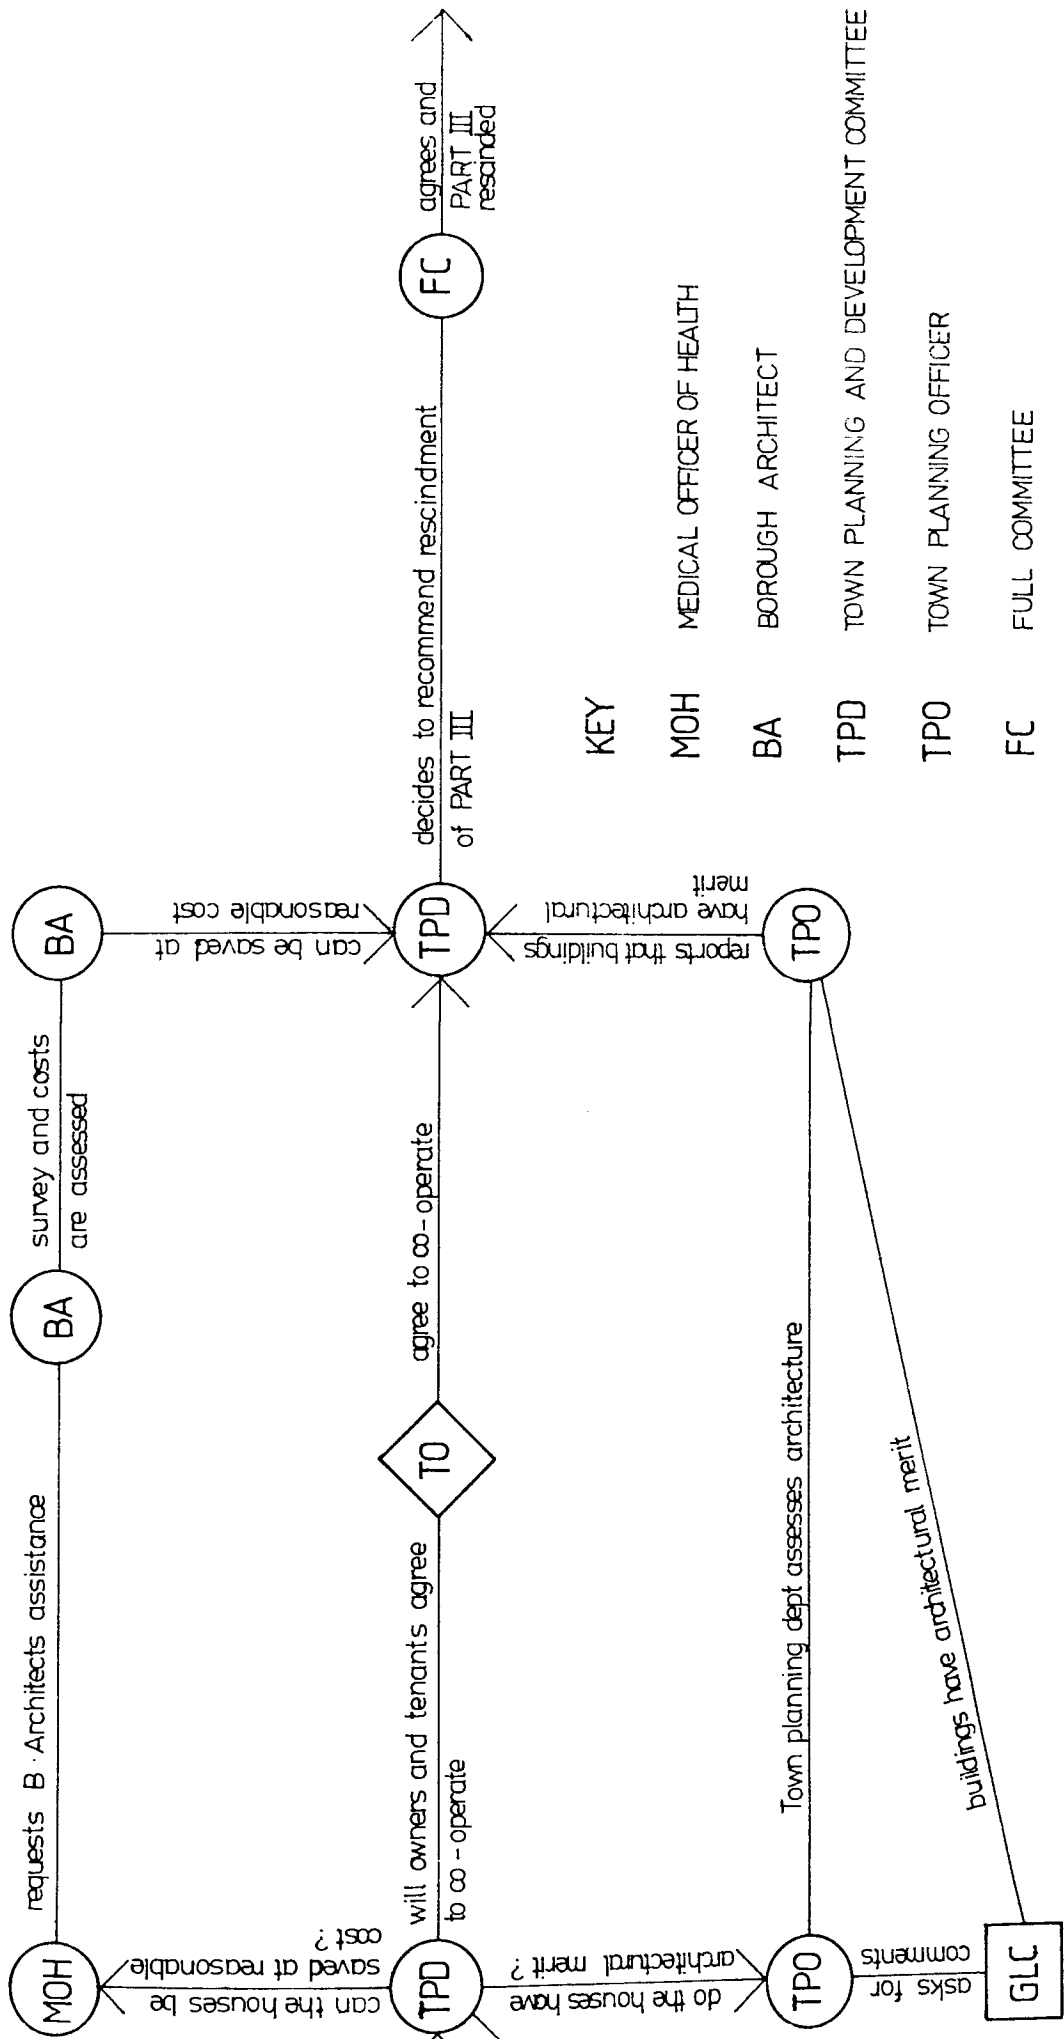 MOH
requests B·Architects assistance
BA
survey and costs
are assessed
BA
can the houses be
saved at reasonable
cost?
can be saved at
reasonable cost
TPD
will owners and tenants agree
to co-operate
TO
agree to co-operate
TPD
decides to recommend rescindment
of PART III
FC
agrees and
PART III
rescinded
do the houses have
architectural merit?
reports that buildings
have architectural
merit
TPO
Town planning dept assesses architecture
TPO
asks for
comments
GLC
buildings have architectural merit
KEY
MOH MEDICAL OFFICER OF HEALTH
BA BOROUGH ARCHITECT
TPD TOWN PLANNING AND DEVELOPMENT COMMITTEE
TPO TOWN PLANNING OFFICER
FC FULL COMMITTEE